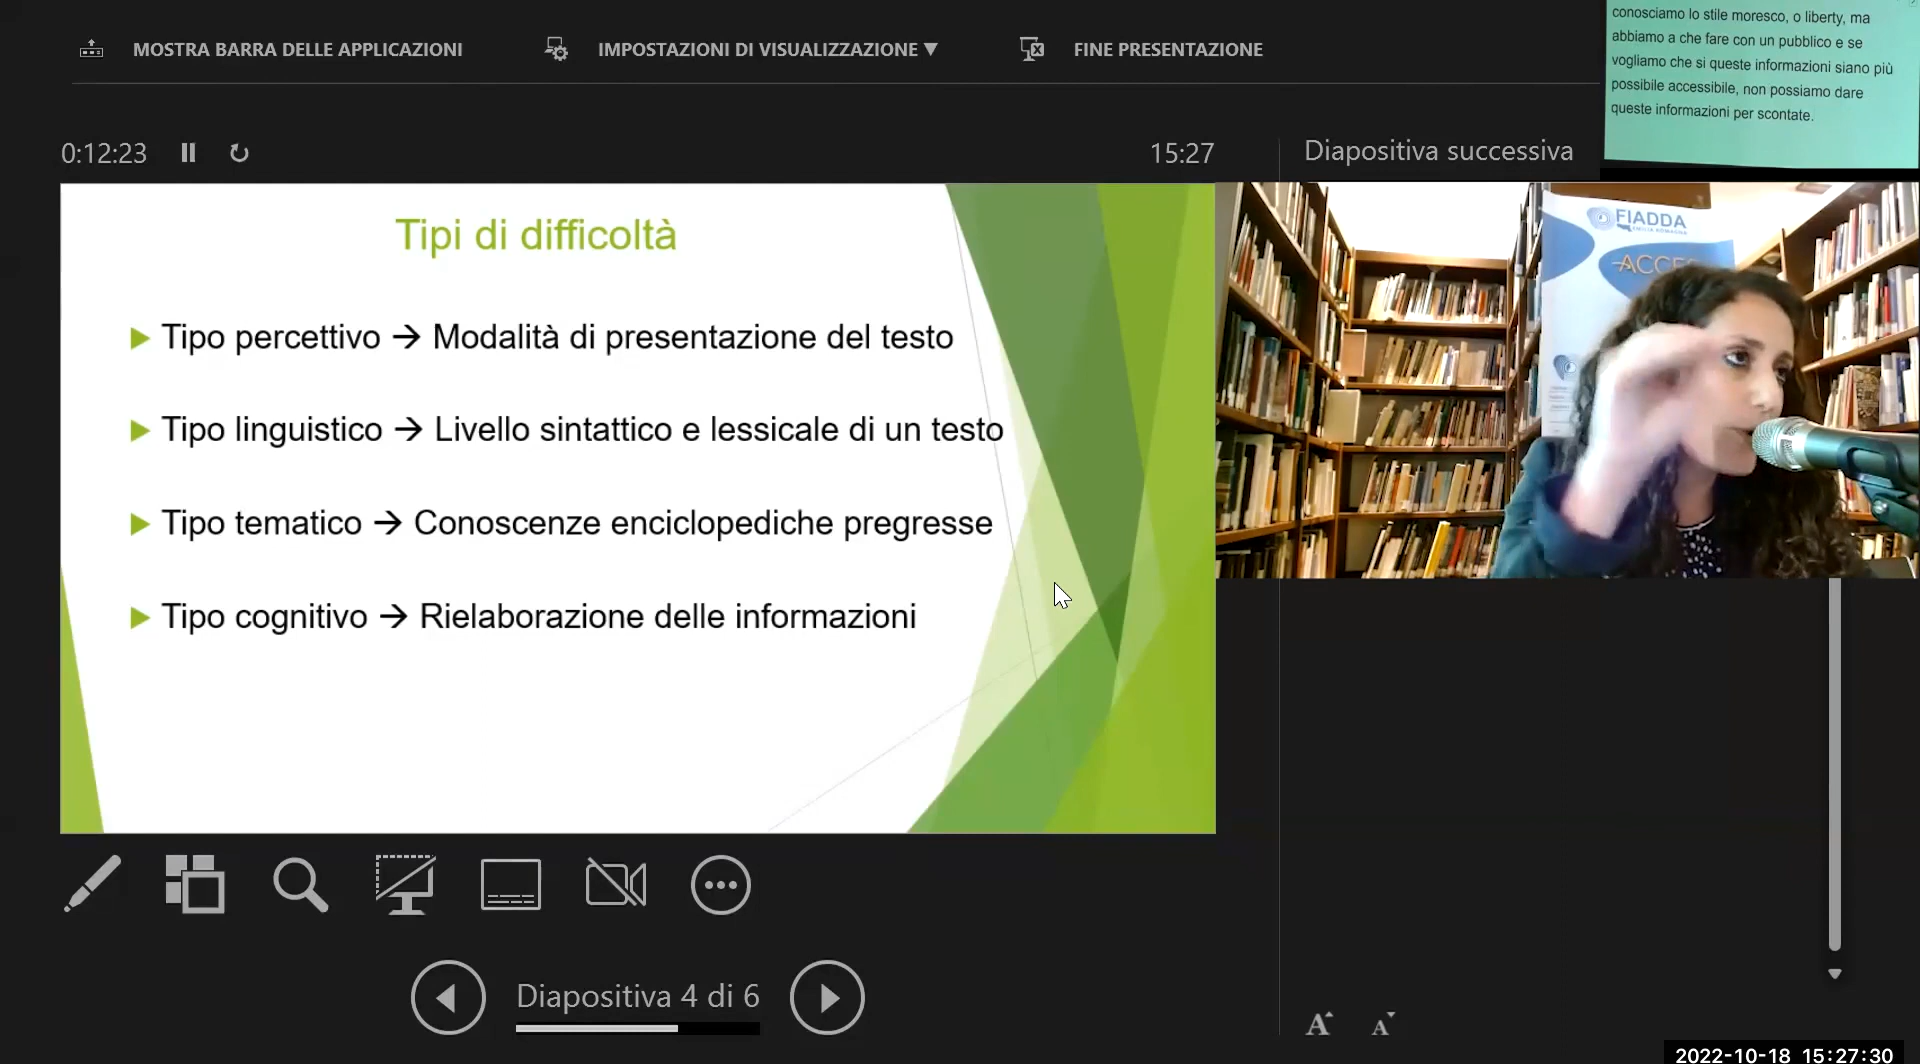 MOSTRA BARRA DELLE APPLICAZIONI
IMPOSTAZIONI DI VISUALIZZAZIONE ▼
FINE PRESENTAZIONE
conosciamo lo stile moresco, o liberty, ma
abbiamo a che fare con un pubblico e se
vogliamo che si queste informazioni siano più
possibile accessibile, non possiamo dare
queste informazioni per scontate.
0:12:23
15:27
Diapositiva successiva
Tipi di difficoltà
Tipo percettivo → Modalità di presentazione del testo
Tipo linguistico → Livello sintattico e lessicale di un testo
Tipo tematico → Conoscenze enciclopediche pregresse
Tipo cognitivo → Rielaborazione delle informazioni
FIADDA
EMILIA ROMAGNA
ACCE
Diapositiva 4 di 6
A
A
2022-10-18 15:27:30